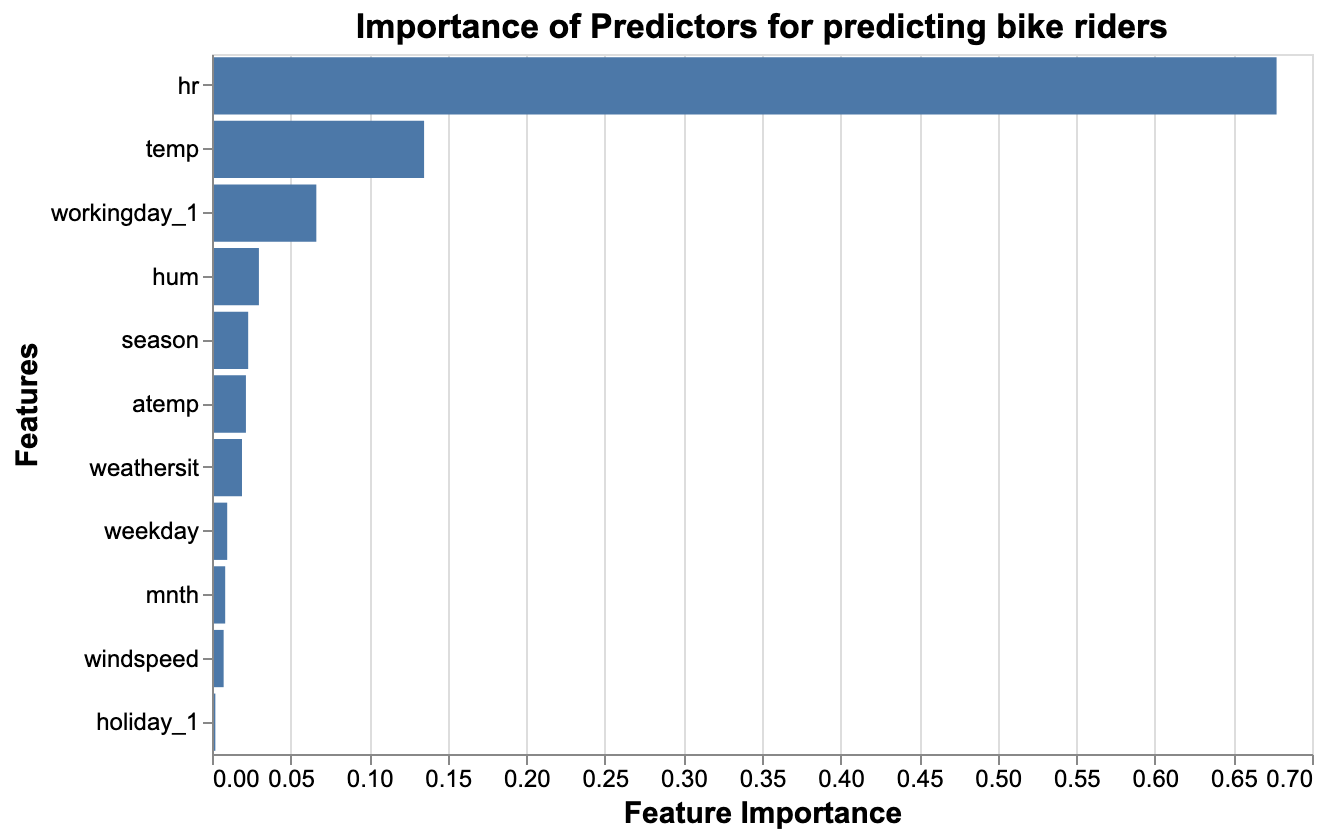 Importance of Predictors for predicting bike riders
hr
temp
workingday_1
hum
season
atemp
weathersit
weekday
mnth
windspeed
holiday_1
Features
0.00 0.05 0.10 0.15 0.20 0.25 0.30 0.35 0.40 0.45 0.50 0.55 0.60 0.65 0.70
Feature Importance